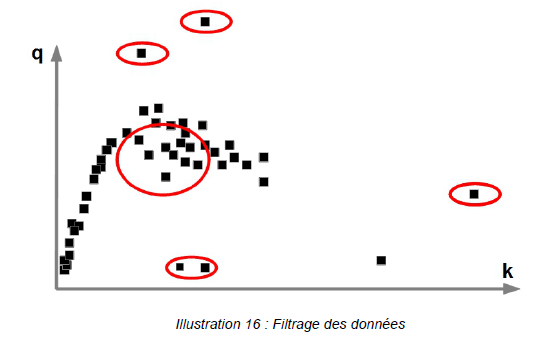 q
k
Illustration 16 : Filtrage des données